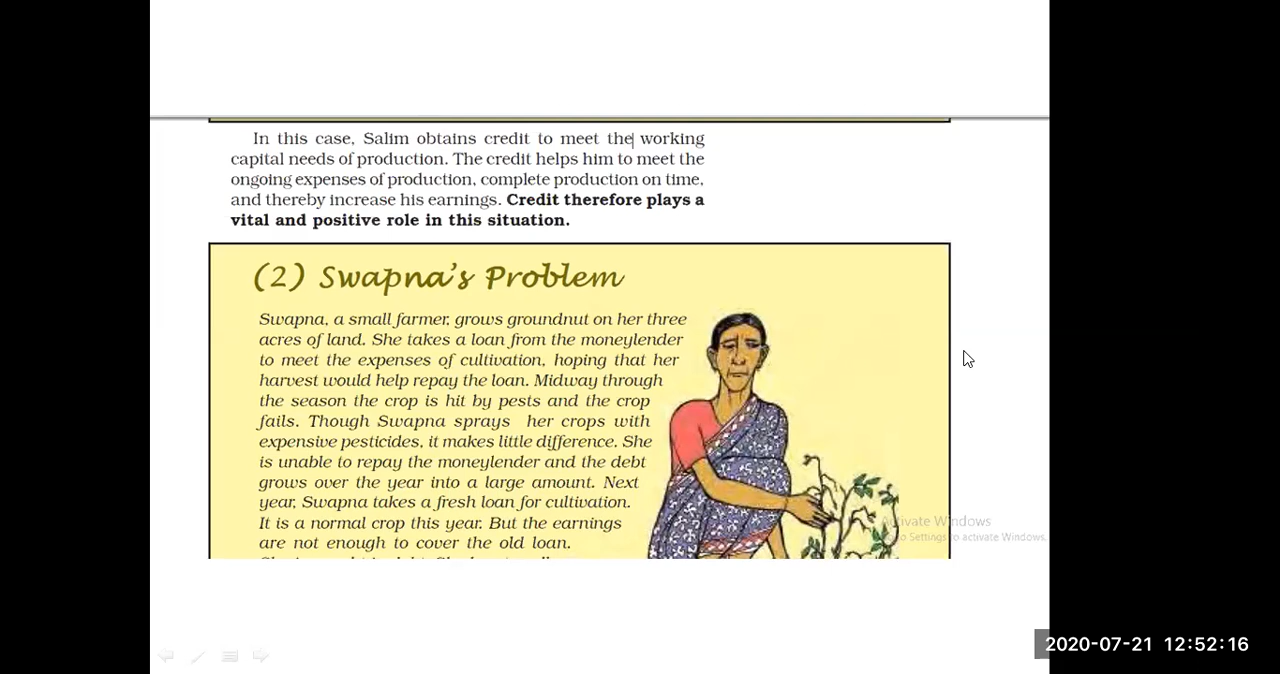 In this case, Salim obtains credit to meet the working
capital needs of production. The credit helps him to meet the
ongoing expenses of production, complete production on time,
and thereby increase his earnings. Credit therefore plays a
vital and positive role in this situation.
(2) Swapna's Problem
Swapna, a small farmer, grows groundnut on her three
acres of land. She takes a loan from the moneylender
to meet the expenses of cultivation, hoping that her
harvest would help repay the loan. Midway through
the season the crop is hit by pests and the crop
fails. Though Swapna sprays her crops with
expensive pesticides, it makes little difference. She
is unable to repay the moneylender and the debt
grows over the year into a large amount. Next
year, Swapna takes a fresh loan for cultivation.
It is a normal crop this year. But the earnings
are not enough to cover the old loan.
Activate Windows
Go to Settings to activate Windows.
2020-07-21 12:52:16